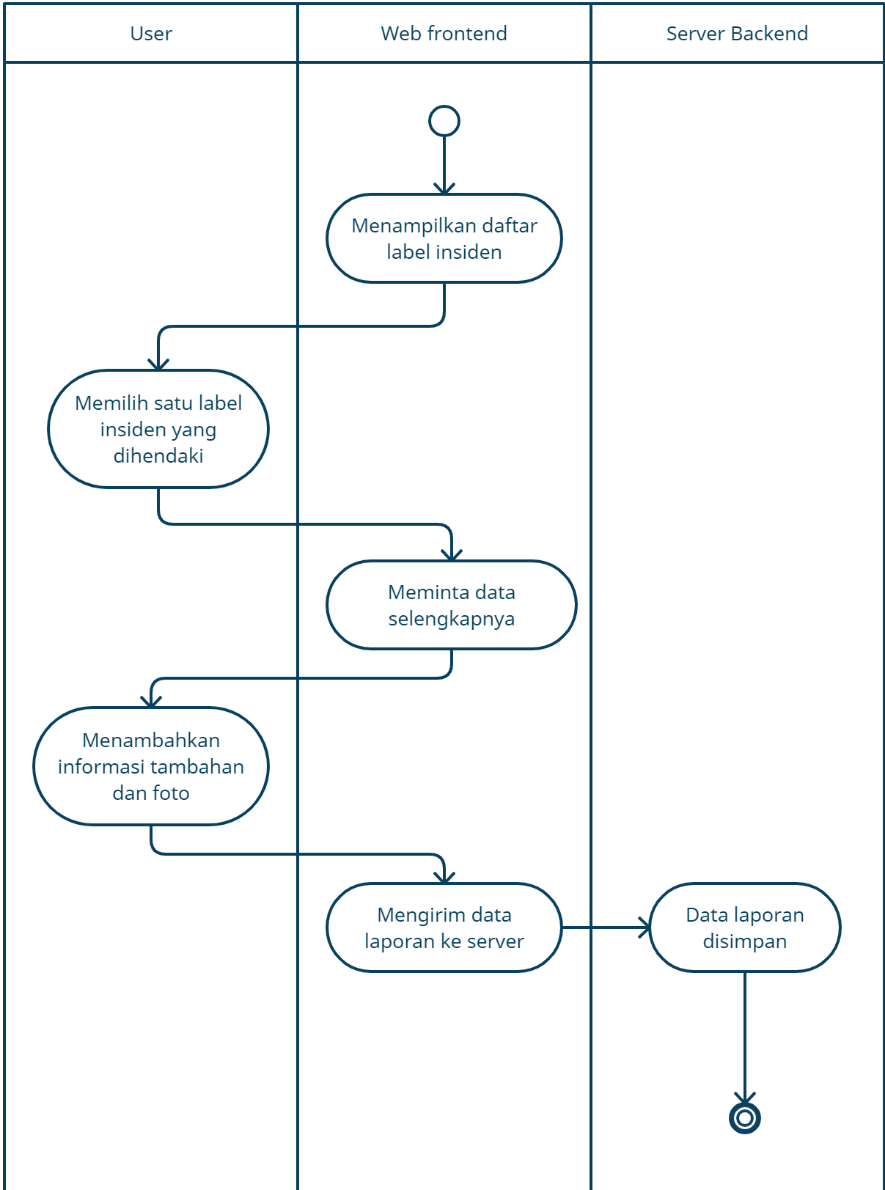 User
Web frontend
Server Backend
Menampilkan daftar
label insiden
Memilih satu label
insiden yang
dihendaki
Meminta data
selengkapnya
Menambahkan
informasi tambahan
dan foto
Mengirim data
laporan ke server
Data laporan
disimpan